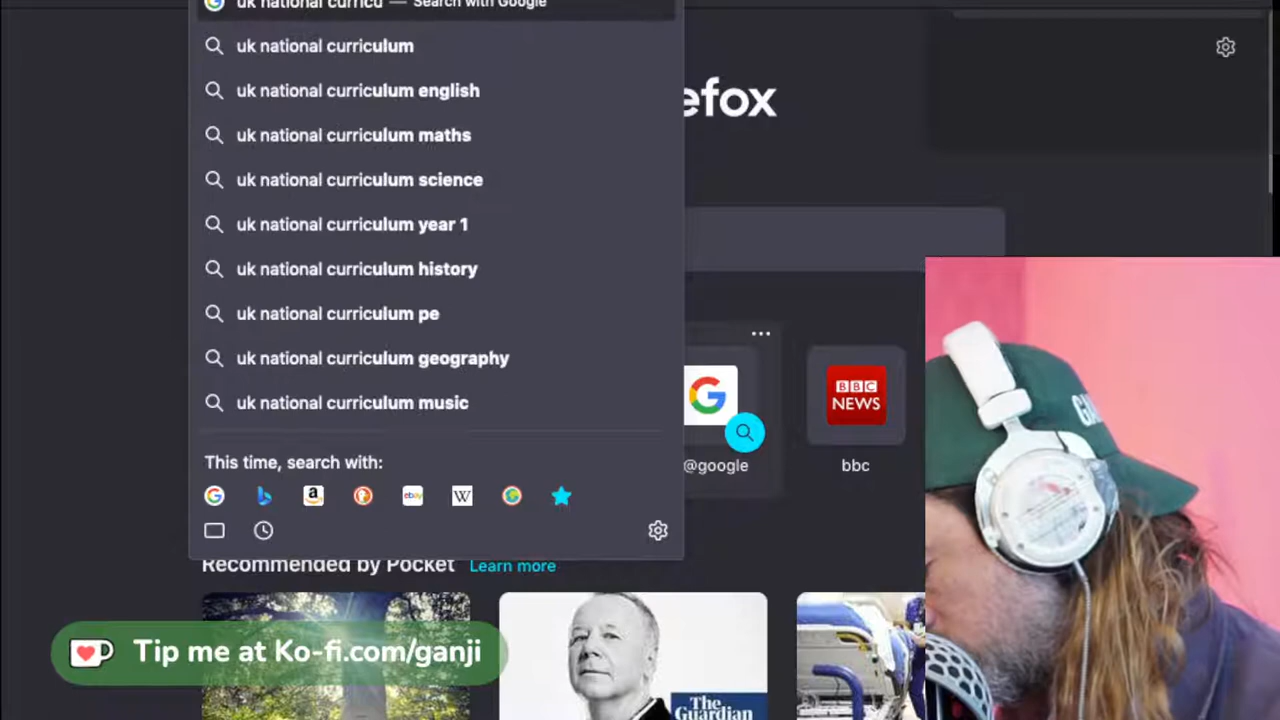 uk national curricu — Search with Google
uk national curriculum
efox
uk national curriculum english
uk national curriculum maths
uk national curriculum science
uk national curriculum year 1
uk national curriculum history
uk national curriculum pe
uk national curriculum geography
uk national curriculum music
BBC
NEWS
@google
bbc
This time, search with:
a
ebay
W
Recommended by Pocket Learn more
Tip me at Ko-fi.com/ganji
The
Guardian